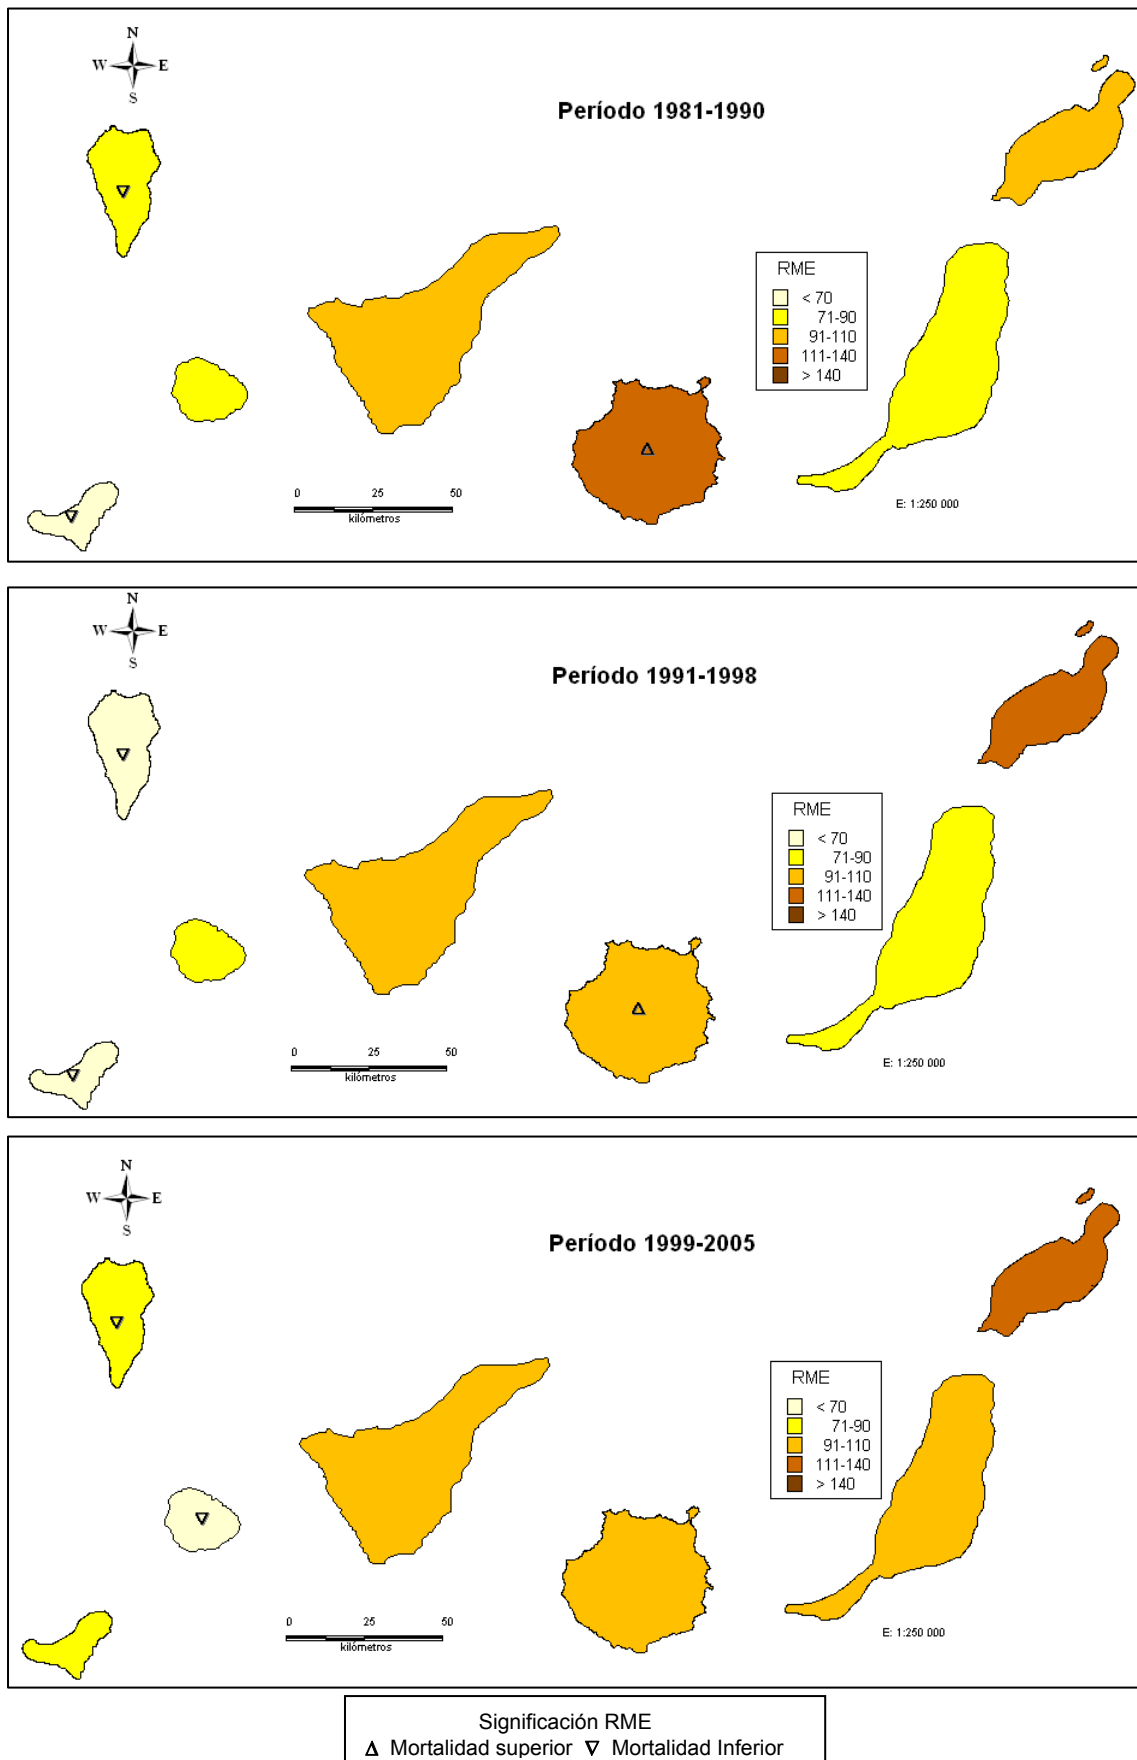 N
W E
S
Período 1981-1990
RME
< 70
71-90
91-110
111-140
> 140
0 25 50
kilómetros
E: 1:250 000
N
W E
S
Período 1991-1998
RME
< 70
71-90
91-110
111-140
> 140
0 25 50
kilómetros
E: 1:250 000
N
W E
S
Período 1999-2005
RME
< 70
71-90
91-110
111-140
> 140
0 25 50
kilómetros
E: 1:250 000
Significación RME
Δ Mortalidad superior ∇ Mortalidad Inferior